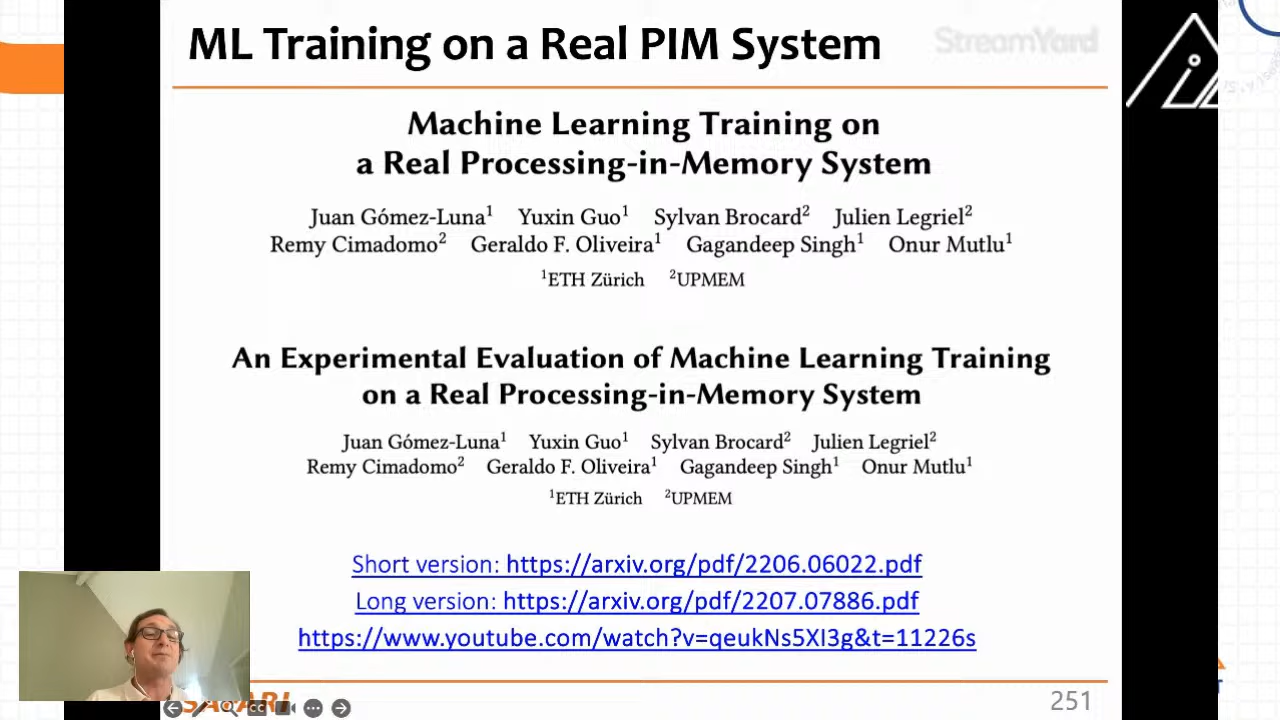 ML Training on a Real PIM System
StreamYard
Machine Learning Training on
a Real Processing-in-Memory System
Juan Gómez-Luna¹ Yuxin Guo¹ Sylvan Brocard² Julien Legriel²
Remy Cimadomo² Geraldo F. Oliveira¹ Gagandeep Singh¹ Onur Mutlu¹
¹ETH Zürich ²UPMEM
An Experimental Evaluation of Machine Learning Training
on a Real Processing-in-Memory System
Juan Gómez-Luna¹ Yuxin Guo¹ Sylvan Brocard² Julien Legriel²
Remy Cimadomo² Geraldo F. Oliveira¹ Gagandeep Singh¹ Onur Mutlu¹
¹ETH Zürich ²UPMEM
Short version: https://arxiv.org/pdf/2206.06022.pdf
Long version: https://arxiv.org/pdf/2207.07886.pdf
https://www.youtube.com/watch?v=qeukNs5XI3g&t=11226s
SAFARI
251